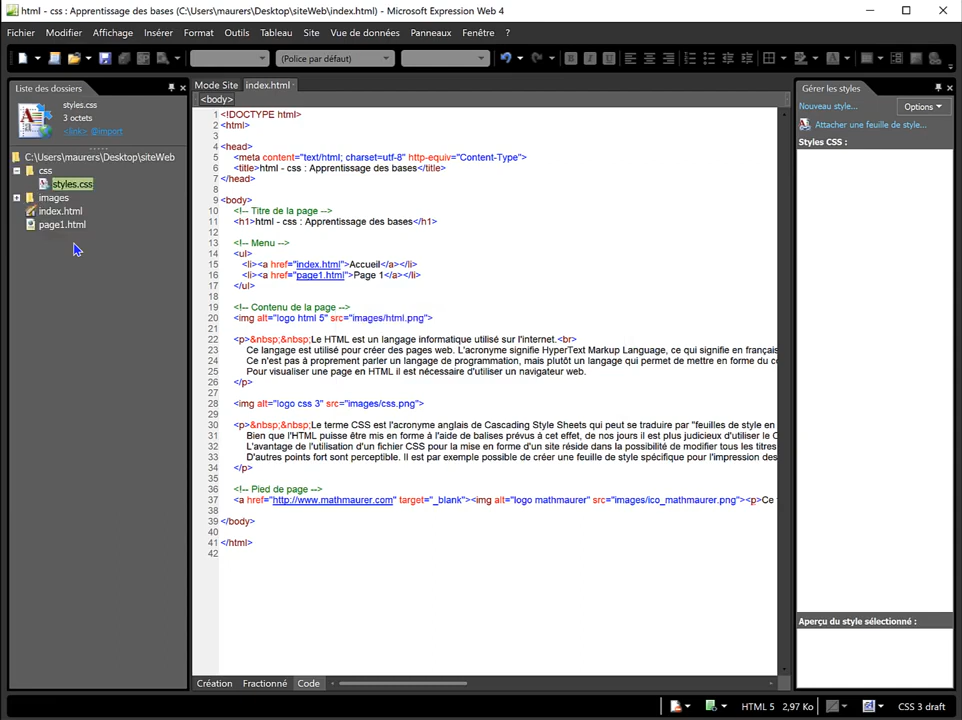 html - css : Apprentissage des bases (C:\Users\maurers\Desktop\siteWeb\index.html) - Microsoft Expression Web 4
Fichier Modifier Affichage Insérer Format Outils Tableau Site Vue de données Panneaux Fenêtre ?
(Police par défaut)
Liste des dossiers
styles.css
3 octets
<link> @import
C:\Users\maurers\Desktop\siteWeb
css
styles.css
images
index.html
page1.html
Mode Site index.html
<body>
1 <!DOCTYPE html>
2 <html>
3
4 <head>
5 <meta content="text/html; charset=utf-8" http-equiv="Content-Type">
6 <title>html - css : Apprentissage des bases</title>
7 </head>
8
9 <body>
10 <!-- Titre de la page -->
11 <h1>html - css : Apprentissage des bases</h1>
12
13 <!-- Menu -->
14 <ul>
15 <li><a href="index.html">Accueil</a></li>
16 <li><a href="page1.html">Page 1</a></li>
17 </ul>
18
19 <!-- Contenu de la page -->
20 <img alt="logo html 5" src="images/html.png">
21
22 <p>&nbsp;&nbsp;Le HTML est un langage informatique utilisé sur l'internet.<br>
23 Ce langage est utilisé pour créer des pages web. L'acronyme signifie HyperText Markup Language, ce qui signifie en français
24 Ce n'est pas à proprement parler un langage de programmation, mais plutôt un langage qui permet de mettre en forme du c
25 Pour visualiser une page en HTML il est nécessaire d'utiliser un navigateur web.
26 </p>
27
28 <img alt="logo css 3" src="images/css.png">
29
30 <p>&nbsp;&nbsp;Le terme CSS est l'acronyme anglais de Cascading Style Sheets qui peut se traduire par "feuilles de style en
31 Bien que l'HTML puisse être mis en forme à l'aide de balises prévus à cet effet, de nos jours il est plus judicieux d'utiliser le C
32 L'avantage de l'utilisation d'un fichier CSS pour la mise en forme d'un site réside dans la possibilité de modifier tous les titres
33 D'autres points fort sont perceptible. Il est par exemple possible de créer une feuille de style spécifique pour l'impression des
34 </p>
35
36 <!-- Pied de page -->
37 <a href="http://www.mathmaurer.com" target="_blank"><img alt="logo mathmaurer" src="images/ico_mathmaurer.png"><p>Ce
38
39 </body>
40
41 </html>
42
Création Fractionné Code
Gérer les styles
Nouveau style... Options
Attacher une feuille de style...
Styles CSS :
Aperçu du style sélectionné :
HTML 5 2,97 Ko CSS 3 draft